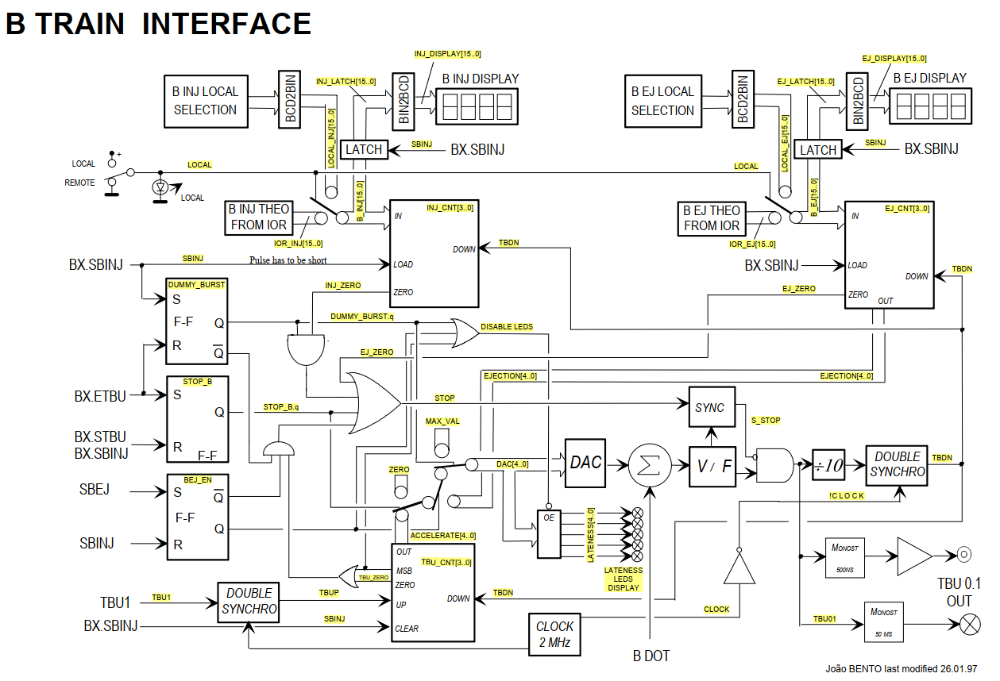 B TRAIN INTERFACE
INJ_DISPLAY[15..0]
EJ_DISPLAY[15..0]
B INJ LOCAL
SELECTION
BCD2BIN
INJ_LATCH[15..0]
BIN2BCD
B INJ DISPLAY
B EJ LOCAL
SELECTION
BCD2BIN
EJ_LATCH[15..0]
BIN2BCD
B EJ DISPLAY
LOCAL_INJ[15..0]
LATCH
SBINJ
BX.SBINJ
LOCAL_EJ[15..0]
LATCH
SBINJ
BX.SBINJ
+
LOCAL
REMOTE
LOCAL
LOCAL
LOCAL
B_INJ[15..0]
B_EJ[15..0]
B INJ THEO
FROM IOR
IOR_INJ[15..0]
INJ_CNT[3..0]
IN
DOWN
LOAD
ZERO
TBDN
B EJ THEO
FROM IOR
IOR_EJ[15..0]
EJ_CNT[3..0]
IN
LOAD
DOWN
ZERO
OUT
TBDN
BX.SBINJ
SBINJ
Pulse has to be short
BX.SBINJ
INJ_ZERO
EJ_ZERO
DUMMY_BURST
S
F-F
Q
R
Q
DUMMY_BURST.q
DISABLE LEDS
EJ_ZERO
EJECTION[4..0]
EJECTION[4..0]
BX.ETBU
STOP_B
S
Q
R
F-F
STOP_B.q
STOP
BX.STBU
BX.SBINJ
MAX_VAL
SYNC
S_STOP
SBEJ
SBINJ
BEJ_EN
S
Q
F-F
Q
R
ZERO
DAC[4..0]
DAC
Σ
V / F
÷10
DOUBLE
SYNCHRO
TBDN
!CLOCK
OE
LATENESS[4..0]
LATENESS
LEDS
DISPLAY
ACCELERATE[4..0]
OUT
TBU_CNT[3..0]
MSB
ZERO
DOWN
UP
CLEAR
TBU_ZERO
TBDN
TBU1
TBU1
DOUBLE
SYNCHRO
TBUP
BX.SBINJ
SBINJ
CLOCK
2 MHz
CLOCK
B DOT
MONOST
500NS
TBU 0.1
OUT
TBU01
MONOST
50 MS
João BENTO last modified 26.01.97